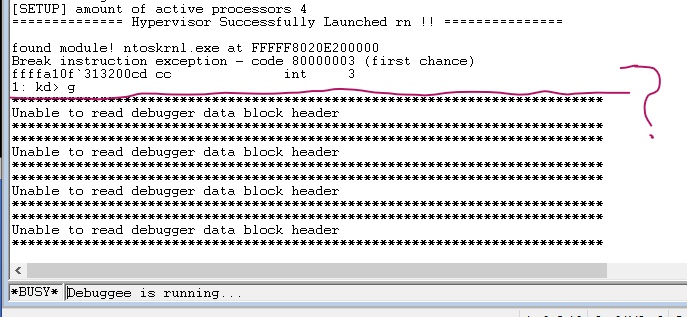 [SETUP] amount of active processors 4
============== Hypervisor Successfully Launched rn !! ===============
found module! ntoskrnl.exe at FFFFF8020E200000
Break instruction exception - code 80000003 (first chance)
ffffa10f`313200cd cc              int     3
1: kd> g
?
***************************************************************************
Unable to read debugger data block header
***************************************************************************
***************************************************************************
Unable to read debugger data block header
***************************************************************************
***************************************************************************
Unable to read debugger data block header
***************************************************************************
***************************************************************************
Unable to read debugger data block header
***************************************************************************
*BUSY* Debuggee is running...